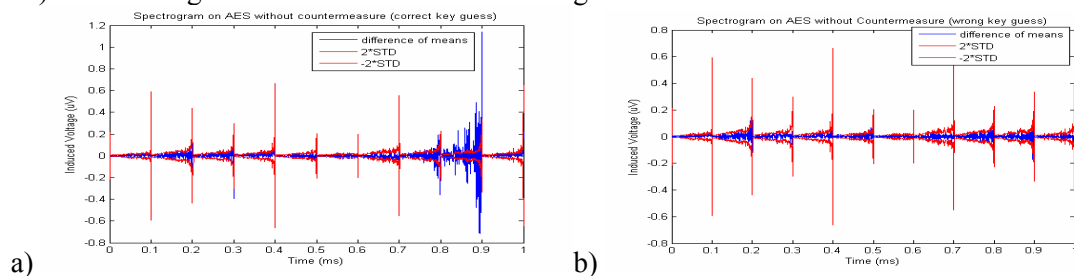 Spectrogram on AES without countermeasure (correct key guess)
difference of means
2*STD
-2*STD
Induced Voltage (uV)
1.2
1
0.8
0.6
0.4
0.2
0
-0.2
-0.4
-0.6
-0.8
0 0.1 0.2 0.3 0.4 0.5 0.6 0.7 0.8 0.9 1
Time (ms)
a)
Spectrogram on AES without Countermeasure (wrong key guess)
difference of means
2*STD
-2*STD
Induced Voltage (uV)
0.8
0.6
0.4
0.2
0
-0.2
-0.4
-0.6
-0.8
0 0.1 0.2 0.3 0.4 0.5 0.6 0.7 0.8 0.9 1
Time (ms)
b)